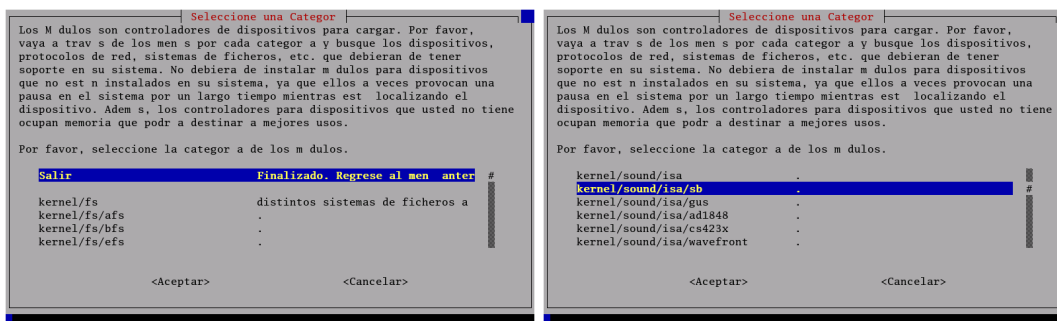 Seleccione una Categor
Los M dulos son controladores de dispositivos para cargar. Por favor,
vaya a trav s de los men s por cada categor a y busque los dispositivos,
protocolos de red, sistemas de ficheros, etc. que debieran de tener
soporte en su sistema. No debiera de instalar m dulos para dispositivos
que no est n instalados en su sistema, ya que ellos a veces provocan una
pausa en el sistema por un largo tiempo mientras est  localizando el
dispositivo. Adem s, los controladores para dispositivos que usted no tiene
ocupan memoria que podr a destinar a mejores usos.
Por favor, seleccione la categor a de los m dulos.
Salir Finalizado. Regrese al men  anter #
kernel/fs distintos sistemas de ficheros a
kernel/fs/afs .
kernel/fs/bfs .
kernel/fs/efs .
<Aceptar> <Cancelar>
Seleccione una Categor
Los M dulos son controladores de dispositivos para cargar. Por favor,
vaya a trav s de los men s por cada categor a y busque los dispositivos,
protocolos de red, sistemas de ficheros, etc. que debieran de tener
soporte en su sistema. No debiera de instalar m dulos para dispositivos
que no est n instalados en su sistema, ya que ellos a veces provocan una
pausa en el sistema por un largo tiempo mientras est  localizando el
dispositivo. Adem s, los controladores para dispositivos que usted no tiene
ocupan memoria que podr a destinar a mejores usos.
Por favor, seleccione la categor a de los m dulos.
kernel/sound/isa .
kernel/sound/isa/sb . #
kernel/sound/isa/gus .
kernel/sound/isa/ad1848 .
kernel/sound/isa/cs423x .
kernel/sound/isa/wavefront .
<Aceptar> <Cancelar>